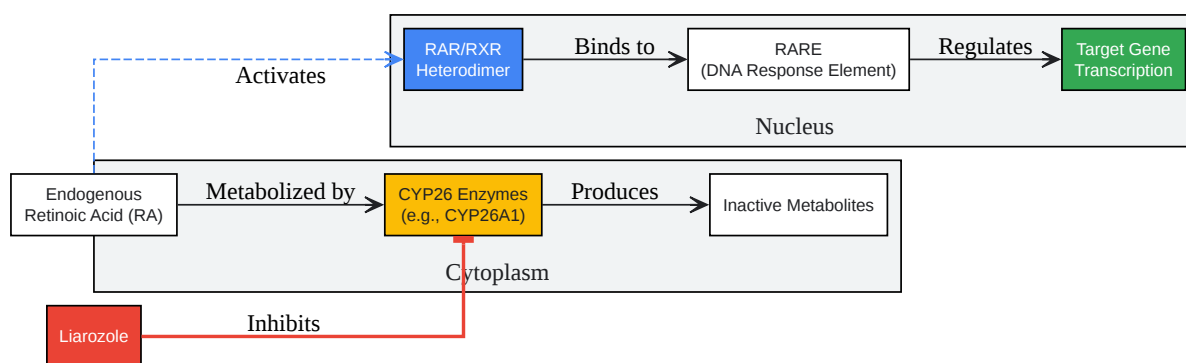 RAR/RXR
Heterodimer
Binds to
RARE
(DNA Response Element)
Regulates
Target Gene
Transcription
Activates
Nucleus
Endogenous
Retinoic Acid (RA)
Metabolized by
CYP26 Enzymes
(e.g., CYP26A1)
Produces
Inactive Metabolites
Cytoplasm
Liarozole
Inhibits